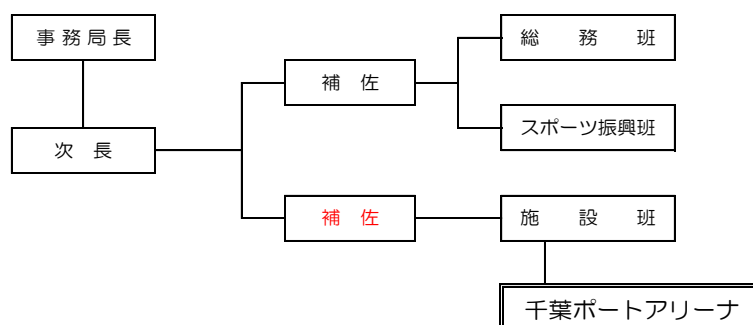 事務局長
総　務　班
補　佐
スポーツ振興班
次　長
補　佐
施　設　班
千葉ポートアリーナ